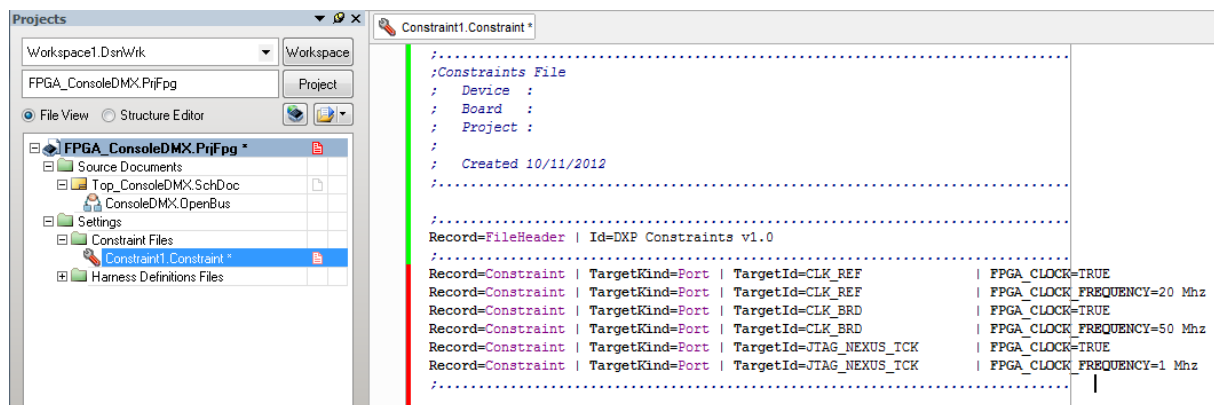 Projects
Workspace1.DsnWrk
Workspace
FPGA_ConsoleDMX.PrjFpg
Project
File View
Structure Editor
FPGA_ConsoleDMX.PrjFpg *
Source Documents
Top_ConsoleDMX.SchDoc
ConsoleDMX.OpenBus
Settings
Constraint Files
Constraint1.Constraint *
Harness Definitions Files
Constraint1.Constraint *
;...............................................................................
;Constraints File
;   Device  :
;   Board   :
;   Project :
;
;   Created 10/11/2012
;...............................................................................
;...............................................................................
Record=FileHeader | Id=DXP Constraints v1.0
;...............................................................................
Record=Constraint | TargetKind=Port | TargetId=CLK_REF | FPGA_CLOCK=TRUE
Record=Constraint | TargetKind=Port | TargetId=CLK_REF | FPGA_CLOCK_FREQUENCY=20 Mhz
Record=Constraint | TargetKind=Port | TargetId=CLK_BRD | FPGA_CLOCK=TRUE
Record=Constraint | TargetKind=Port | TargetId=CLK_BRD | FPGA_CLOCK_FREQUENCY=50 Mhz
Record=Constraint | TargetKind=Port | TargetId=JTAG_NEXUS_TCK | FPGA_CLOCK=TRUE
Record=Constraint | TargetKind=Port | TargetId=JTAG_NEXUS_TCK | FPGA_CLOCK_FREQUENCY=1 Mhz
;...............................................................................